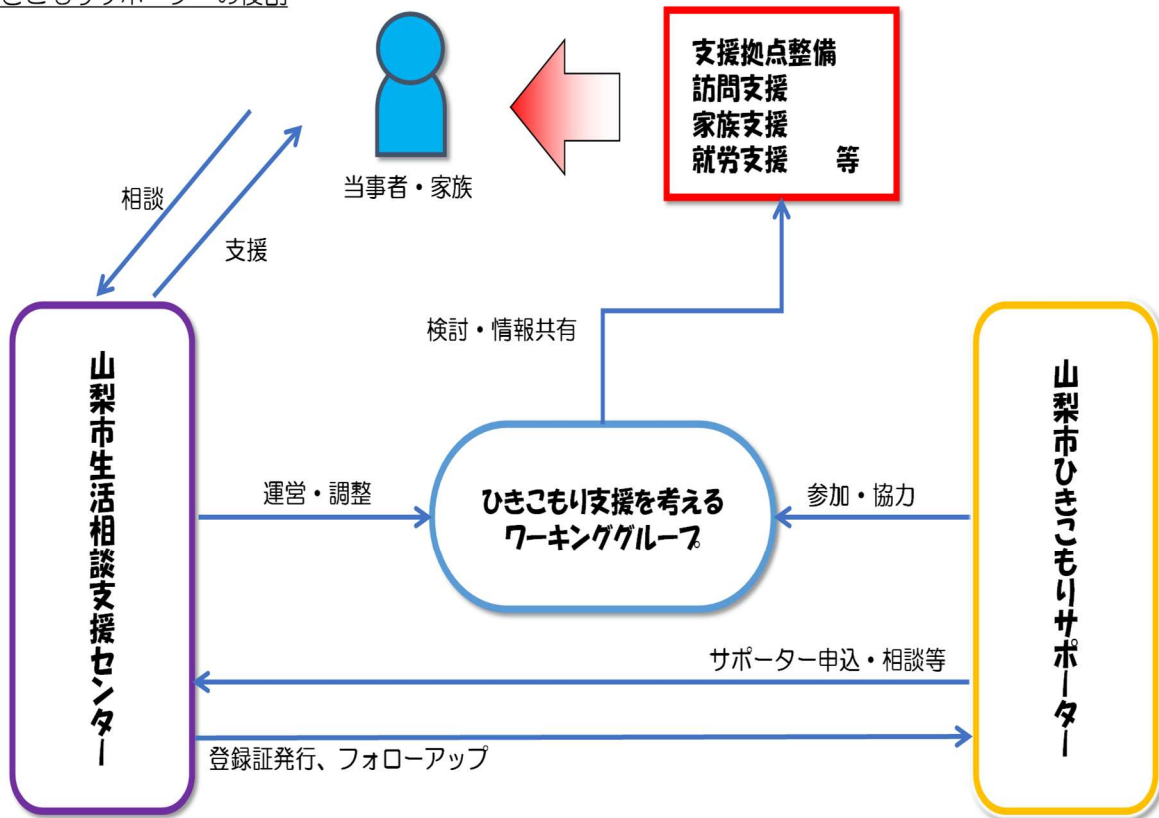 支援拠点整備
訪問支援
家族支援
就労支援　等
当事者・家族
相談
支援
検討・情報共有
山梨市生活相談支援センター
運営・調整
ひきこもり支援を考える
ワーキンググループ
参加・協力
山梨市ひきこもりサポーター
サポーター申込・相談等
登録証発行、フォローアップ